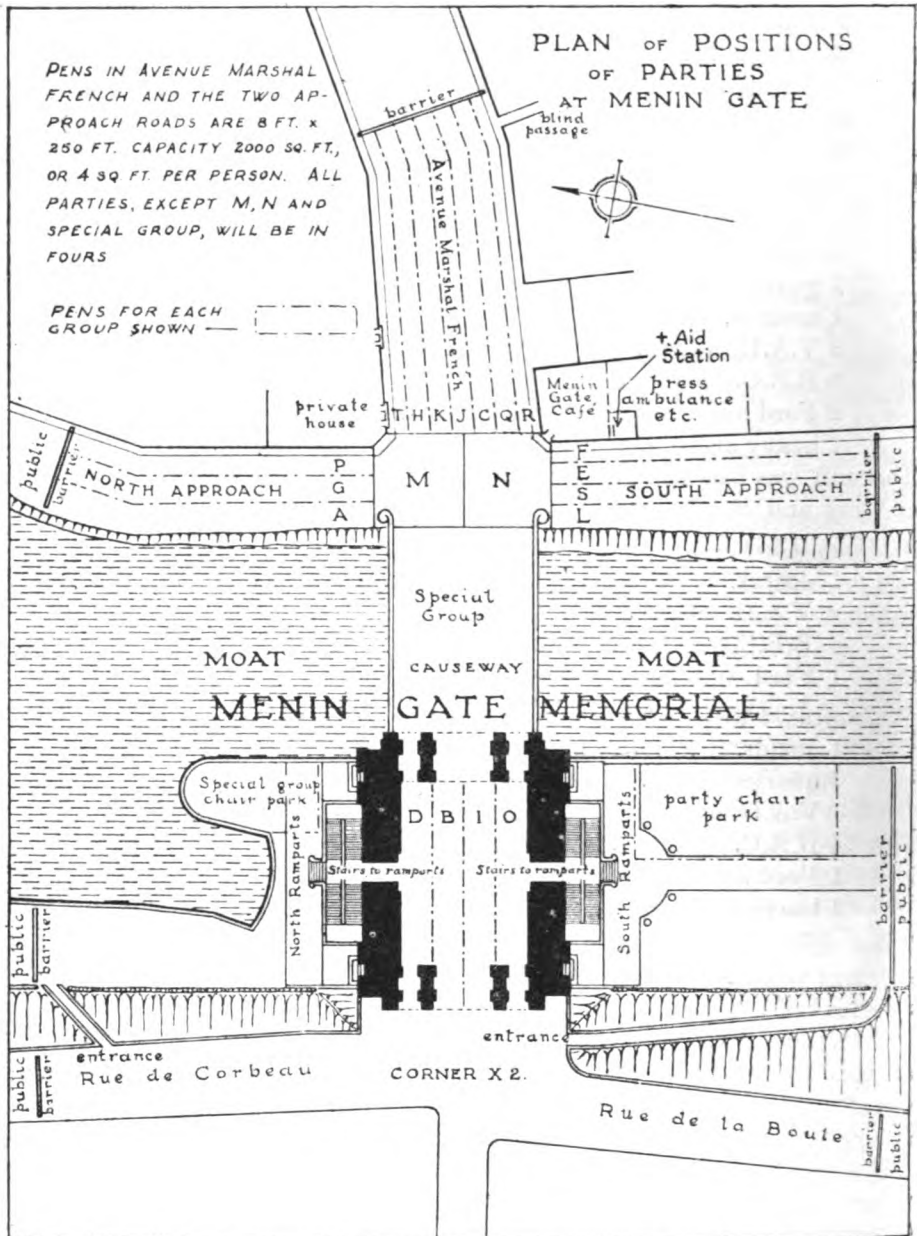 PLAN OF POSITIONS
OF PARTIES
AT MENIN GATE
PENS IN AVENUE MARSHAL
FRENCH AND THE TWO AP-
PROACH ROADS ARE 8 FT. x
250 FT. CAPACITY 2000 SQ. FT.,
OR 4 SQ. FT. PER PERSON. ALL
PARTIES, EXCEPT M, N AND
SPECIAL GROUP, WILL BE IN
FOURS
PENS FOR EACH
GROUP SHOWN
barrier
blind
passage
Avenue Marshal French
+ Aid
Station
Menin
Gate
Café
press
ambulance
etc.
private
house
T H K J C Q R
public
barrier
NORTH APPROACH
P
G
A
M N
F
E
S
L
SOUTH APPROACH
barrier
public
Special
Group
MOAT
CAUSEWAY
MOAT
MENIN GATE MEMORIAL
Special group
chair park
North Ramparts
D B I O
Stairs to ramparts
Stairs to ramparts
South Ramparts
party chair
park
barrier
public
public
barrier
entrance
entrance
public
barrier
Rue de Corbeau
CORNER X 2.
Rue de la Boule
barrier
public